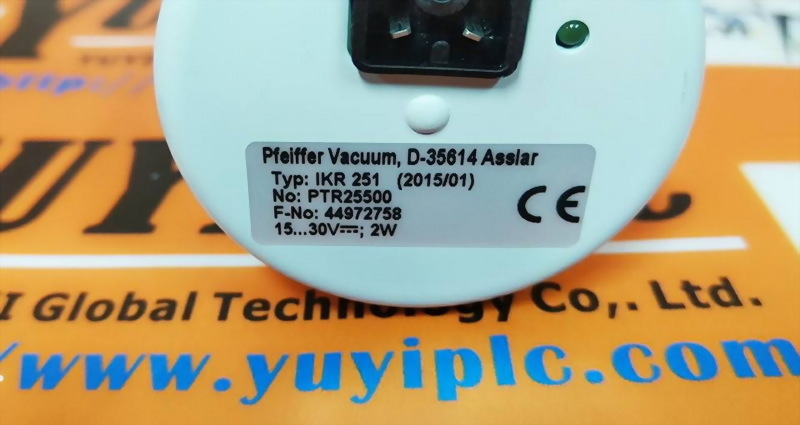 Pfeiffer Vacuum, D-35614 Asslar
Typ: IKR 251 (2015/01)
No: PTR25500
F-No: 44972758
15...30V⎓; 2W
CE
I Global Technology Co,. Ltd.
/www.yuyiplc.com